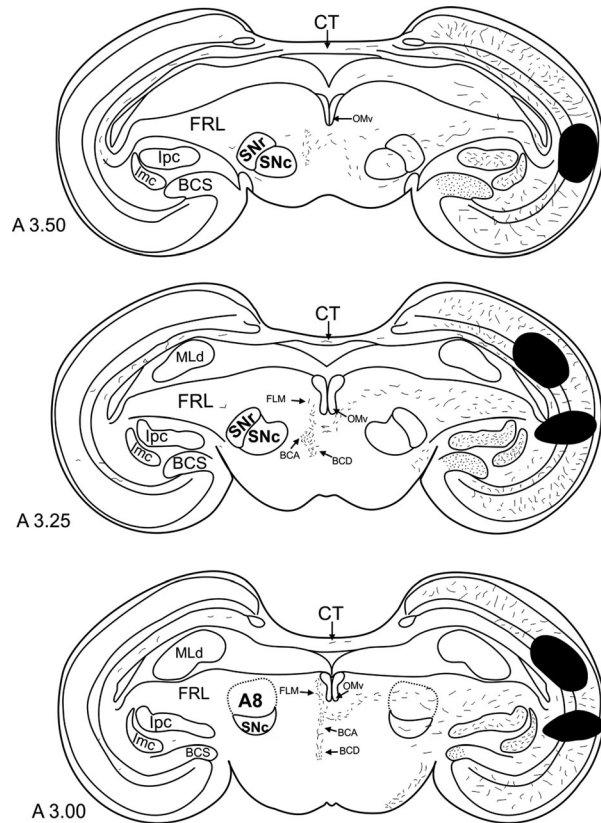 CT
OMv
FRL
SNr
SNc
Ipc
Imc
BCS
A 3.50
CT
MLd
FLM
FRL
OMv
SNr
SNc
Ipc
Imc
BCA
BCD
BCS
A 3.25
CT
MLd
FRL
FLM
OMv
A8
SNc
Ipc
Imc
BCA
BCS
BCD
A 3.00